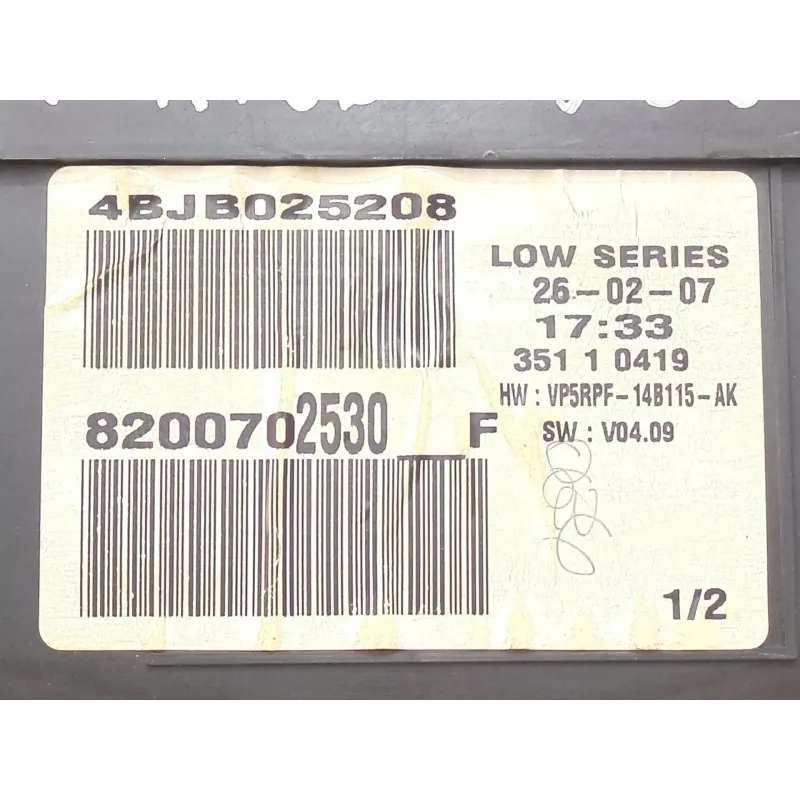 4BJB025208
LOW SERIES
26-02-07
17:33
351 1 0419
HW : VP5RPF-14B115-AK
8200702530__F
SW : V04.09
1/2